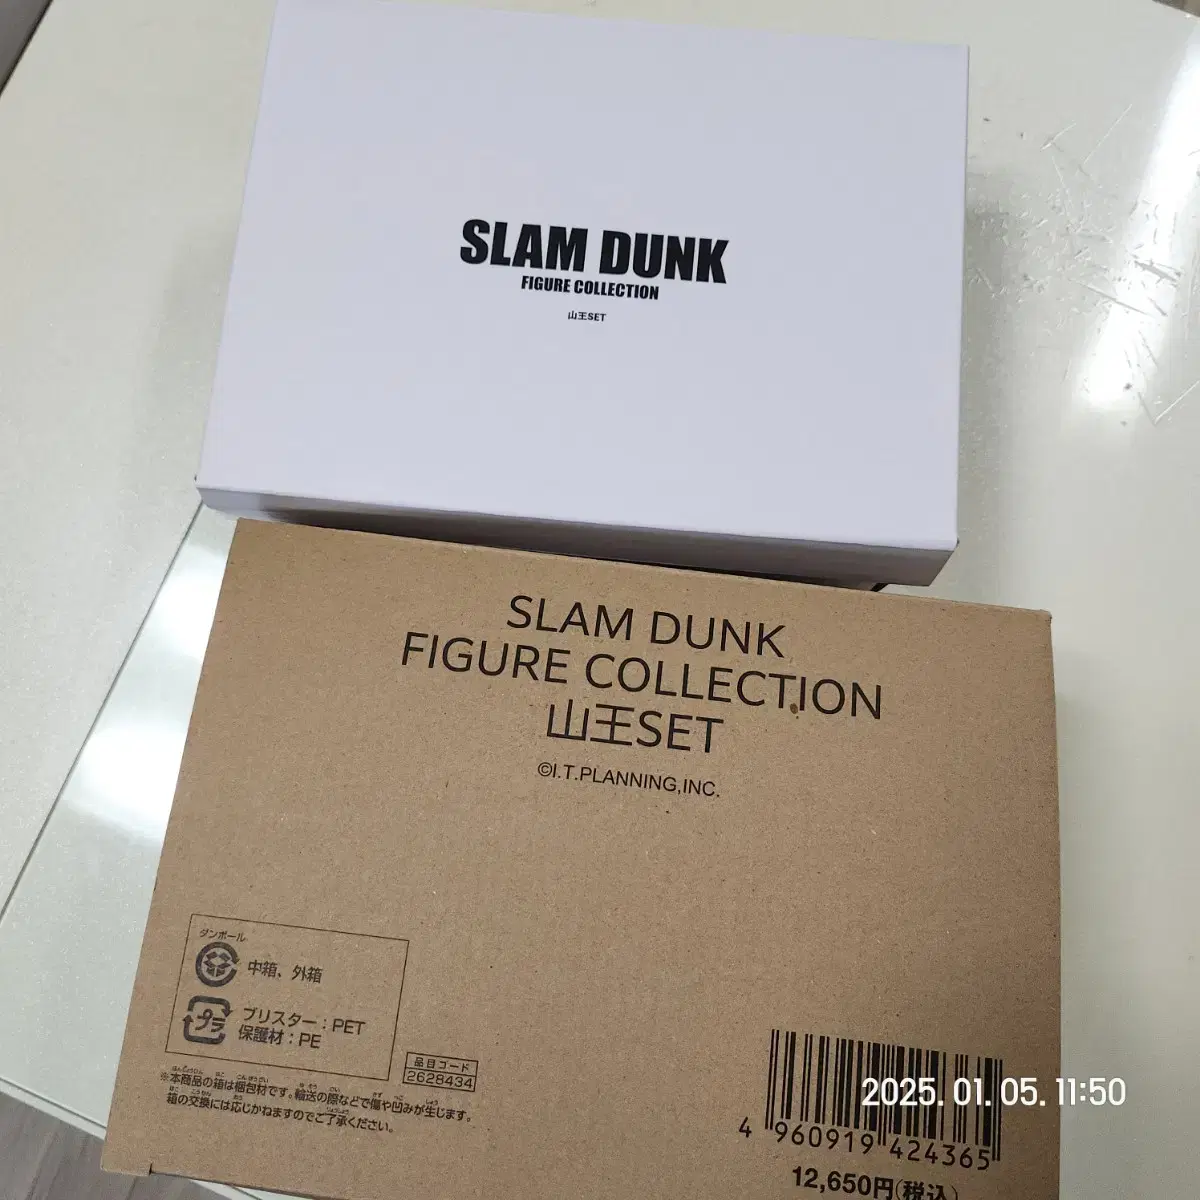 SLAM DUNK
FIGURE COLLECTION
山王SET
SLAM DUNK
FIGURE COLLECTION
山王SET
©I.T.PLANNING,INC.
ダンボール
中箱、外箱
プラ
ブリスター：PET
保護材：PE
品目コード
2628434
※本商品の箱は梱包材です。輸送の際などで傷や凹みが生じます。
箱の交換には応じかねますのでご了承ください。
2025. 01. 05. 11:50
4 960919 424365
12,650円(税込)